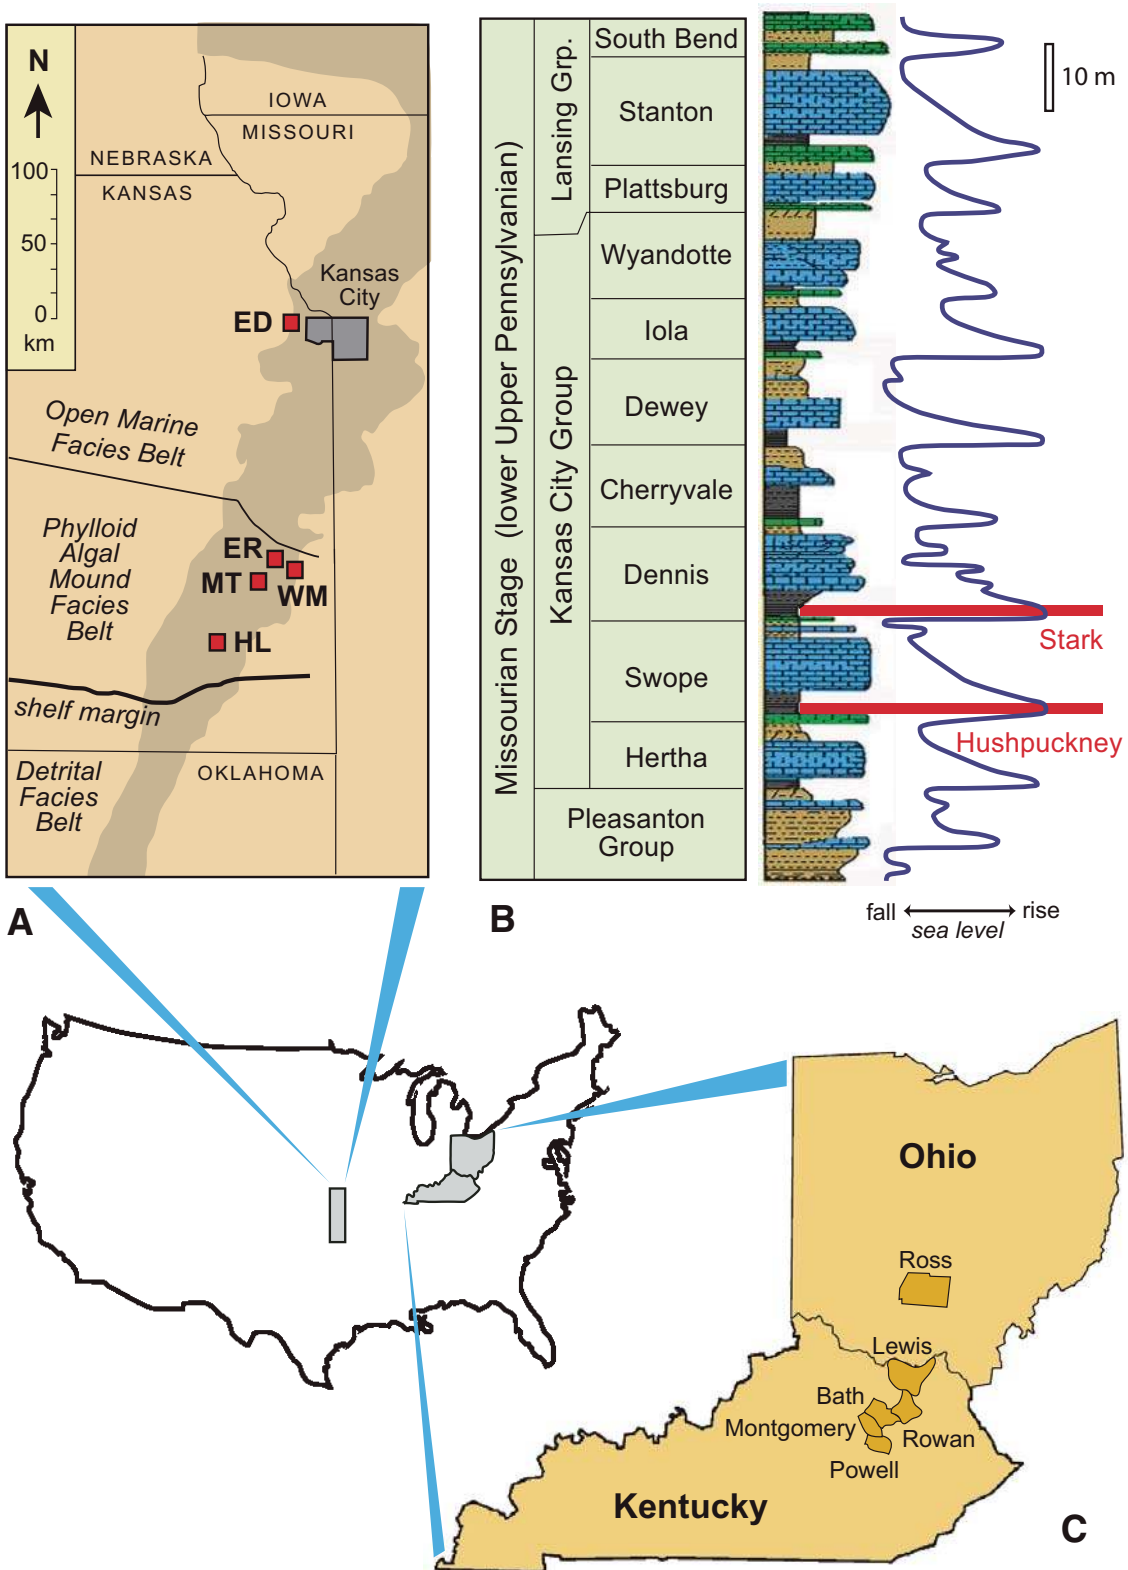 N
100
50
0
km
IOWA
MISSOURI
NEBRASKA
KANSAS
Kansas
City
ED
Open Marine
Facies Belt
Phylloid
Algal
Mound
Facies
Belt
ER
MT
WM
HL
shelf margin
Detrital
Facies
Belt
OKLAHOMA
A
Missourian Stage (lower Upper Pennsylvanian)
Lansing Grp.
Kansas City Group
South Bend
Stanton
Plattsburg
Wyandotte
Iola
Dewey
Cherryvale
Dennis
Swope
Hertha
Pleasanton
Group
10 m
Stark
Hushpuckney
fall
rise
sea level
B
Ohio
Ross
Lewis
Bath
Montgomery
Rowan
Powell
Kentucky
C